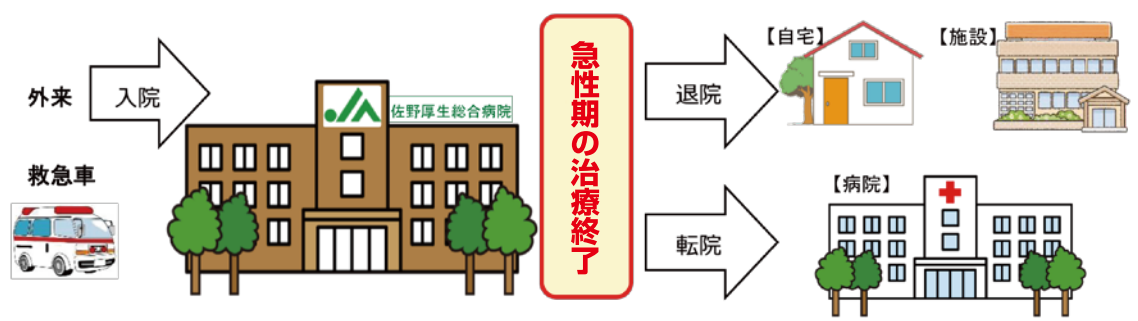 外来
救急車
入院
JA
佐野厚生総合病院
急性期の治療終了
退院
【自宅】
【施設】
転院
【病院】